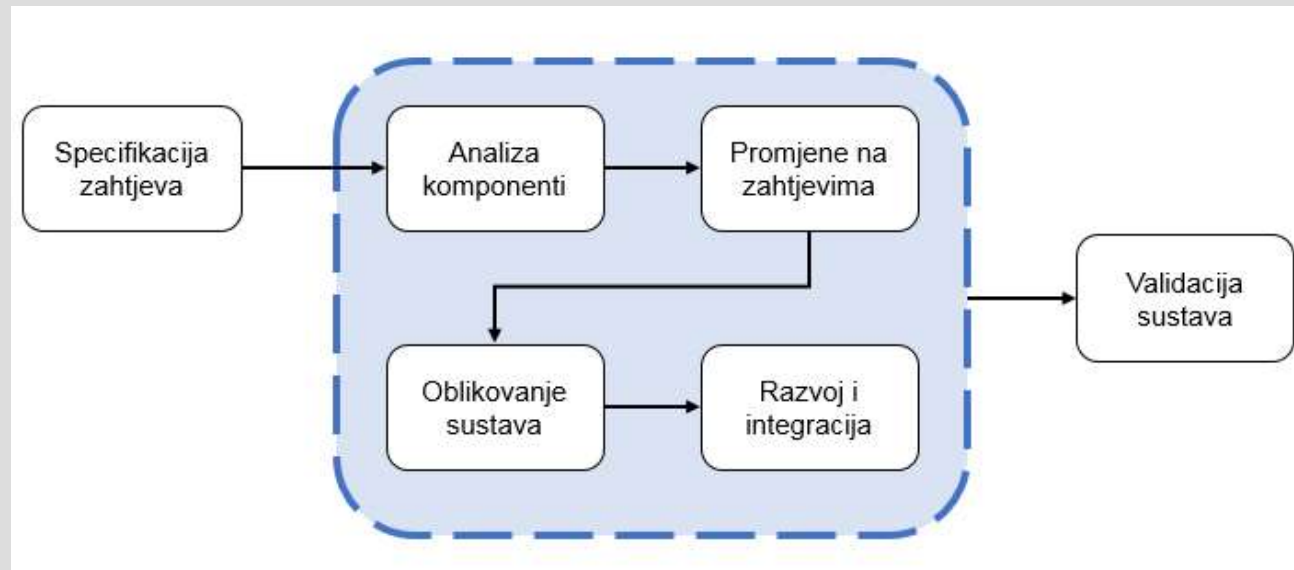 Specifikacija
zahtjeva
Analiza
komponenti
Promjene na
zahtjevima
Oblikovanje
sustava
Razvoj i
integracija
Validacija
sustava